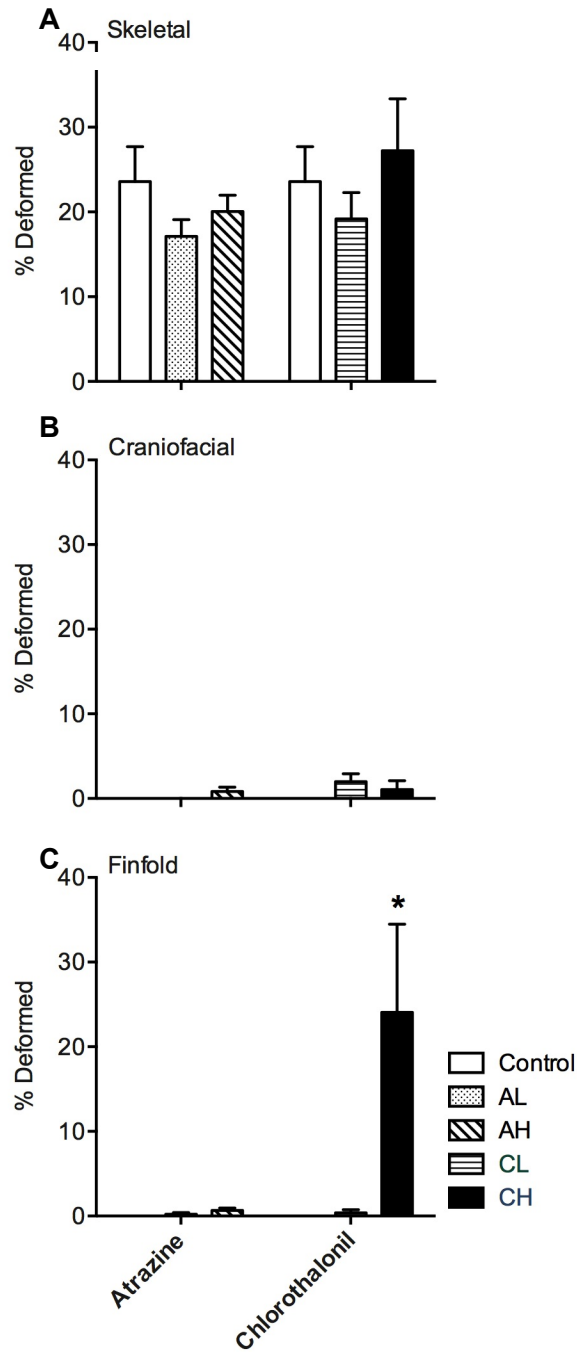 A Skeletal
40
30
20
10
0
% Deformed
B Craniofacial
40
30
20
10
0
% Deformed
C Finfold
40
30
20
10
0
% Deformed
*
Control
AL
AH
CL
CH
Atrazine
Chlorothalonil